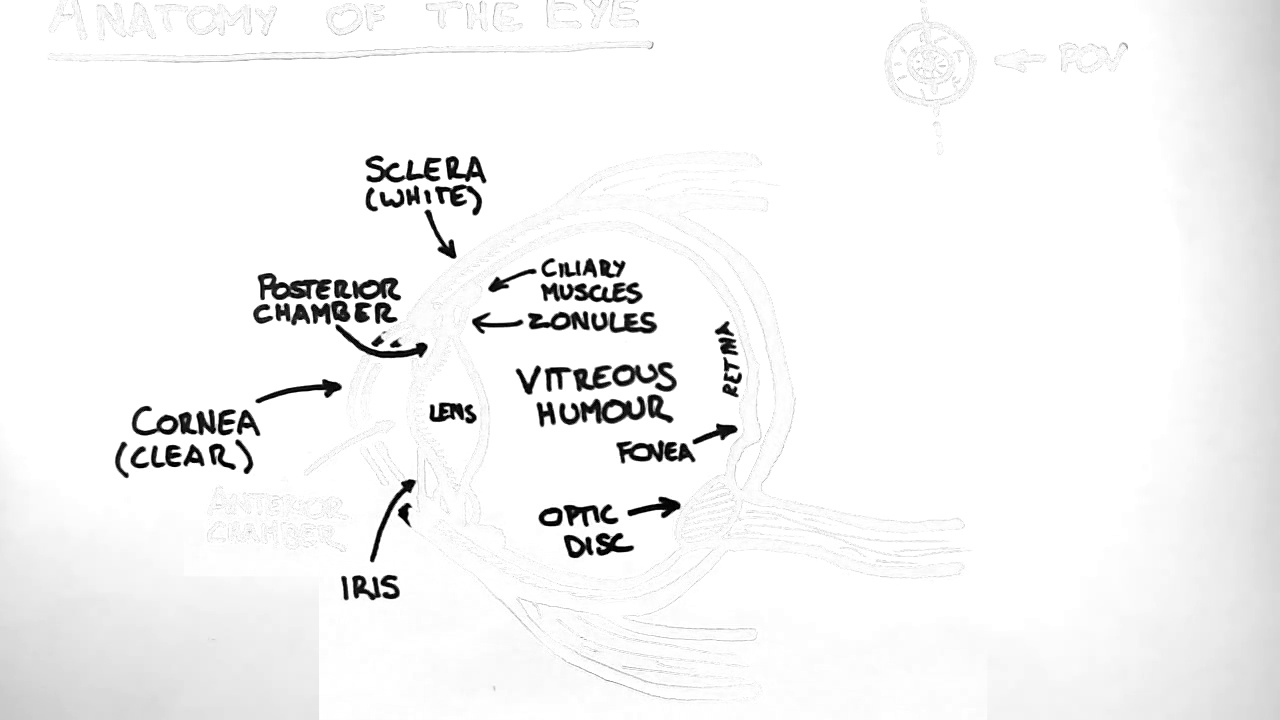 ANATOMY OF THE EYE
POV
SCLERA
(WHITE)
POSTERIOR
CHAMBER
CILIARY
MUSCLES
ZONULES
RETINA
VITREOUS
HUMOUR
LENS
CORNEA
(CLEAR)
FOVEA
ANTERIOR
CHAMBER
OPTIC
DISC
IRIS